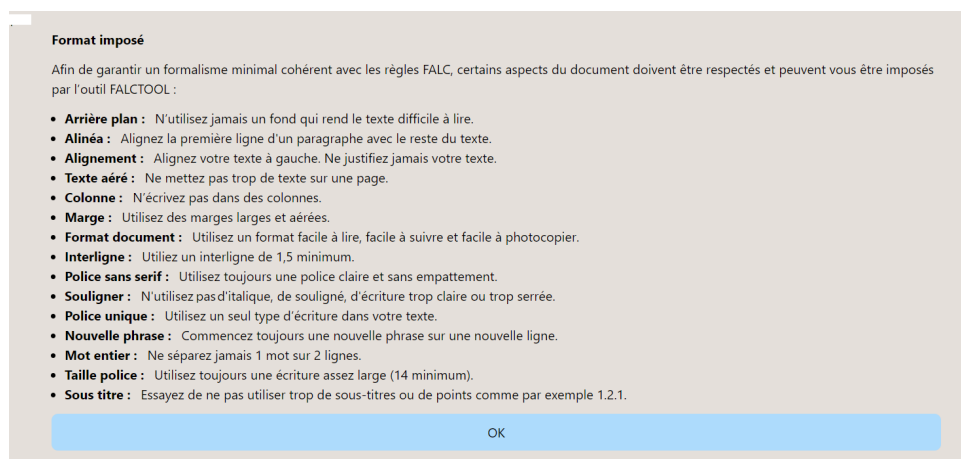 Format imposé
Afin de garantir un formalisme minimal cohérent avec les règles FALC, certains aspects du document doivent être respectés et peuvent vous être imposés
par l'outil FALCTOOL :
• Arrière plan : N'utilisez jamais un fond qui rend le texte difficile à lire.
• Alinéa : Alignez la première ligne d'un paragraphe avec le reste du texte.
• Alignement : Alignez votre texte à gauche. Ne justifiez jamais votre texte.
• Texte aéré : Ne mettez pas trop de texte sur une page.
• Colonne : N'écrivez pas dans des colonnes.
• Marge : Utilisez des marges larges et aérées.
• Format document : Utilisez un format facile à lire, facile à suivre et facile à photocopier.
• Interligne : Utiliez un interligne de 1,5 minimum.
• Police sans serif : Utilisez toujours une police claire et sans empattement.
• Souligner : N'utilisez pas d'italique, de souligné, d'écriture trop claire ou trop serrée.
• Police unique : Utilisez un seul type d'écriture dans votre texte.
• Nouvelle phrase : Commencez toujours une nouvelle phrase sur une nouvelle ligne.
• Mot entier : Ne séparez jamais 1 mot sur 2 lignes.
• Taille police : Utilisez toujours une écriture assez large (14 minimum).
• Sous titre : Essayez de ne pas utiliser trop de sous-titres ou de points comme par exemple 1.2.1.
OK